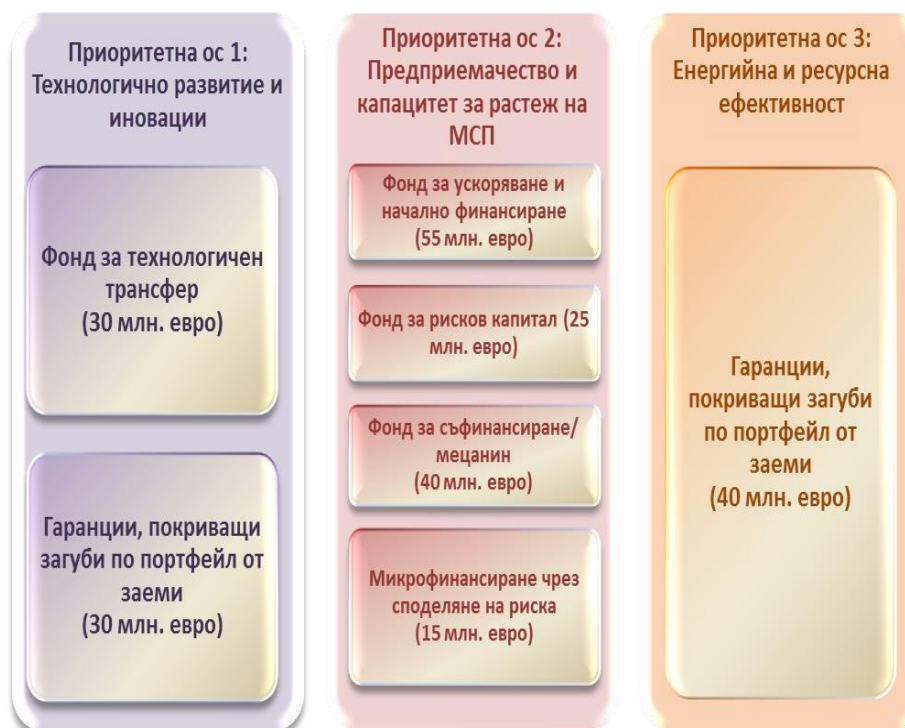 Приоритетна ос 1:
Технологично развитие и
иновации
Фонд за технологичен
трансфер
(30 млн. евро)
Гаранции, покриващи
загуби по портфейл от
заеми
(30 млн. евро)
Приоритетна ос 2:
Предприемачество и
капацитет за растеж на
МСП
Фонд за ускоряване и
начално финансиране
(55 млн. евро)
Фонд за рисков капитал (25
млн. евро)
Фонд за съфинансиране/
мецанин
(40 млн. евро)
Микрофинансиране чрез
споделяне на риска
(15 млн. евро)
Приоритетна ос 3:
Енергийна и ресурсна
ефективност
Гаранции,
покриващи загуби
по портфейл от
заеми
(40 млн. евро)